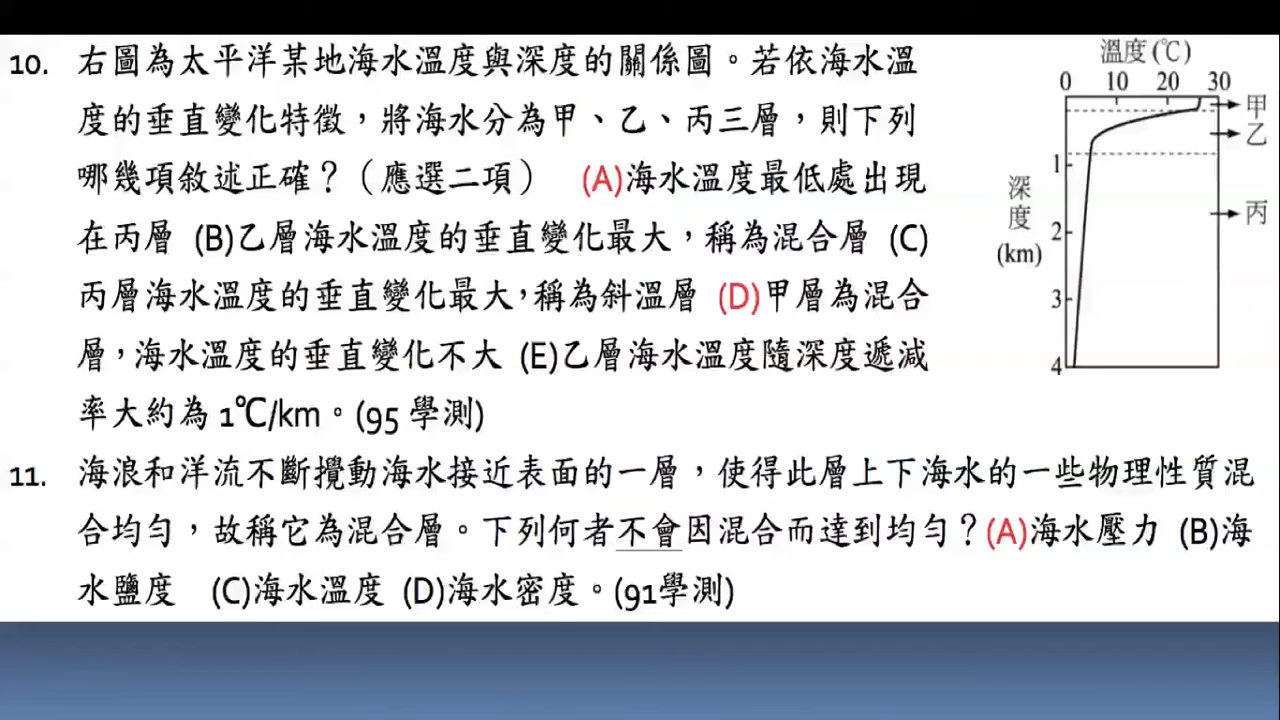 10. 右圖為太平洋某地海水溫度與深度的關係圖。若依海水溫
度的垂直變化特徵，將海水分為甲、乙、丙三層，則下列
哪幾項敘述正確？（應選二項） (A)海水溫度最低處出現
在丙層 (B)乙層海水溫度的垂直變化最大，稱為混合層 (C)
丙層海水溫度的垂直變化最大，稱為斜溫層 (D)甲層為混合
層，海水溫度的垂直變化不大 (E)乙層海水溫度隨深度遞減
率大約為 1℃/km。(95 學測)
溫度(℃)
0 10 20 30
甲
乙
丙
深度
(km)
1
2
3
4
11. 海浪和洋流不斷攪動海水接近表面的一層，使得此層上下海水的一些物理性質混
合均勻，故稱它為混合層。下列何者不會因混合而達到均勻？(A)海水壓力 (B)海
水鹽度 (C)海水溫度 (D)海水密度。(91學測)